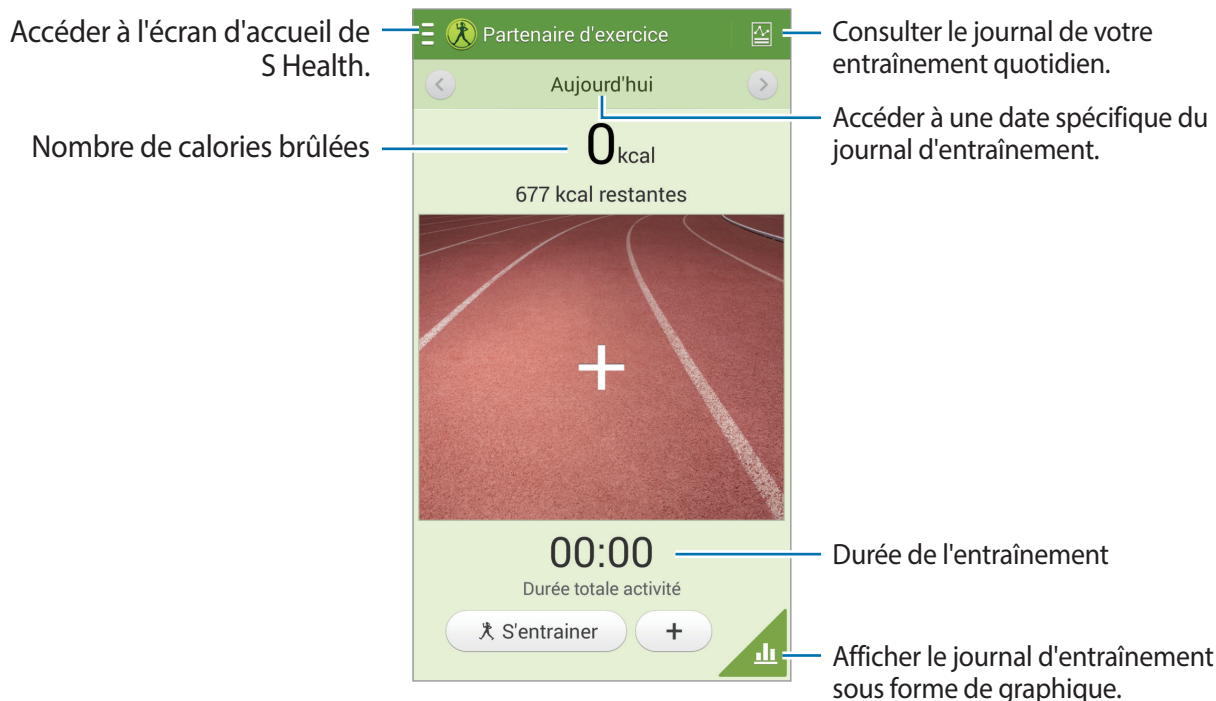 Accéder à l'écran d'accueil de
S Health.
Nombre de calories brûlées
Partenaire d'exercice
Aujourd'hui
0 kcal
677 kcal restantes
00:00
Durée totale activité
S'entrainer
+
Consulter le journal de votre
entraînement quotidien.
Accéder à une date spécifique du
journal d'entraînement.
Durée de l'entraînement
Afficher le journal d'entraînement
sous forme de graphique.